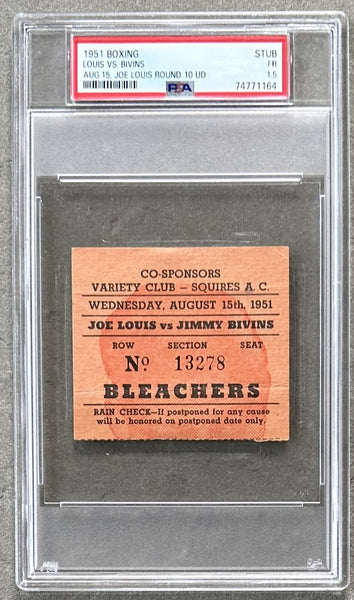 1951 BOXING STUB
LOUIS VS. BIVINS FR
AUG.15, JOE LOUIS ROUND 10 UD 1.5
PSA 74771164
CO-SPONSORS
VARIETY CLUB — SQUIRES A. C.
WEDNESDAY, AUGUST 15th, 1951
JOE LOUIS vs JIMMY BIVINS
ROW SECTION SEAT
No. 13278
BLEACHERS
RAIN CHECK—If postponed for any cause
will be honored on postponed date only.